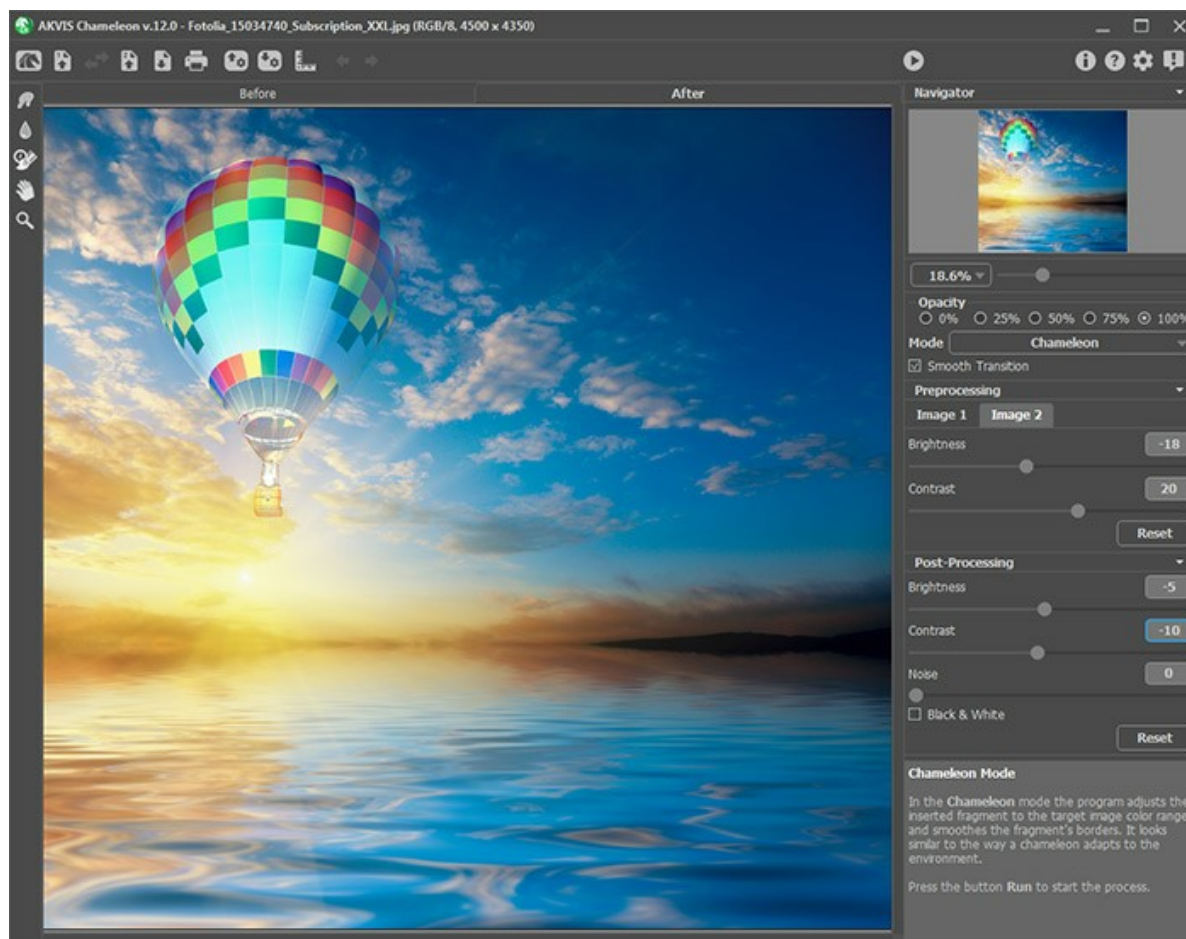 AKVIS Chameleon v.12.0 - Fotolia_15034740_Subscription_XXL.jpg (RGB/8, 4500 x 4350)
Before After
Navigator
18.6%
Opacity
0% 25% 50% 75% 100%
Mode Chameleon
Smooth Transition
Preprocessing
Image 1 Image 2
Brightness -18
Contrast 20
Reset
Post-Processing
Brightness -5
Contrast -10
Noise 0
Black & White
Reset
Chameleon Mode
In the Chameleon mode the program adjusts the
inserted fragment to the target image color range
and smoothes the fragment's borders. It looks
similar to the way a chameleon adapts to the
environment.
Press the button Run to start the process.